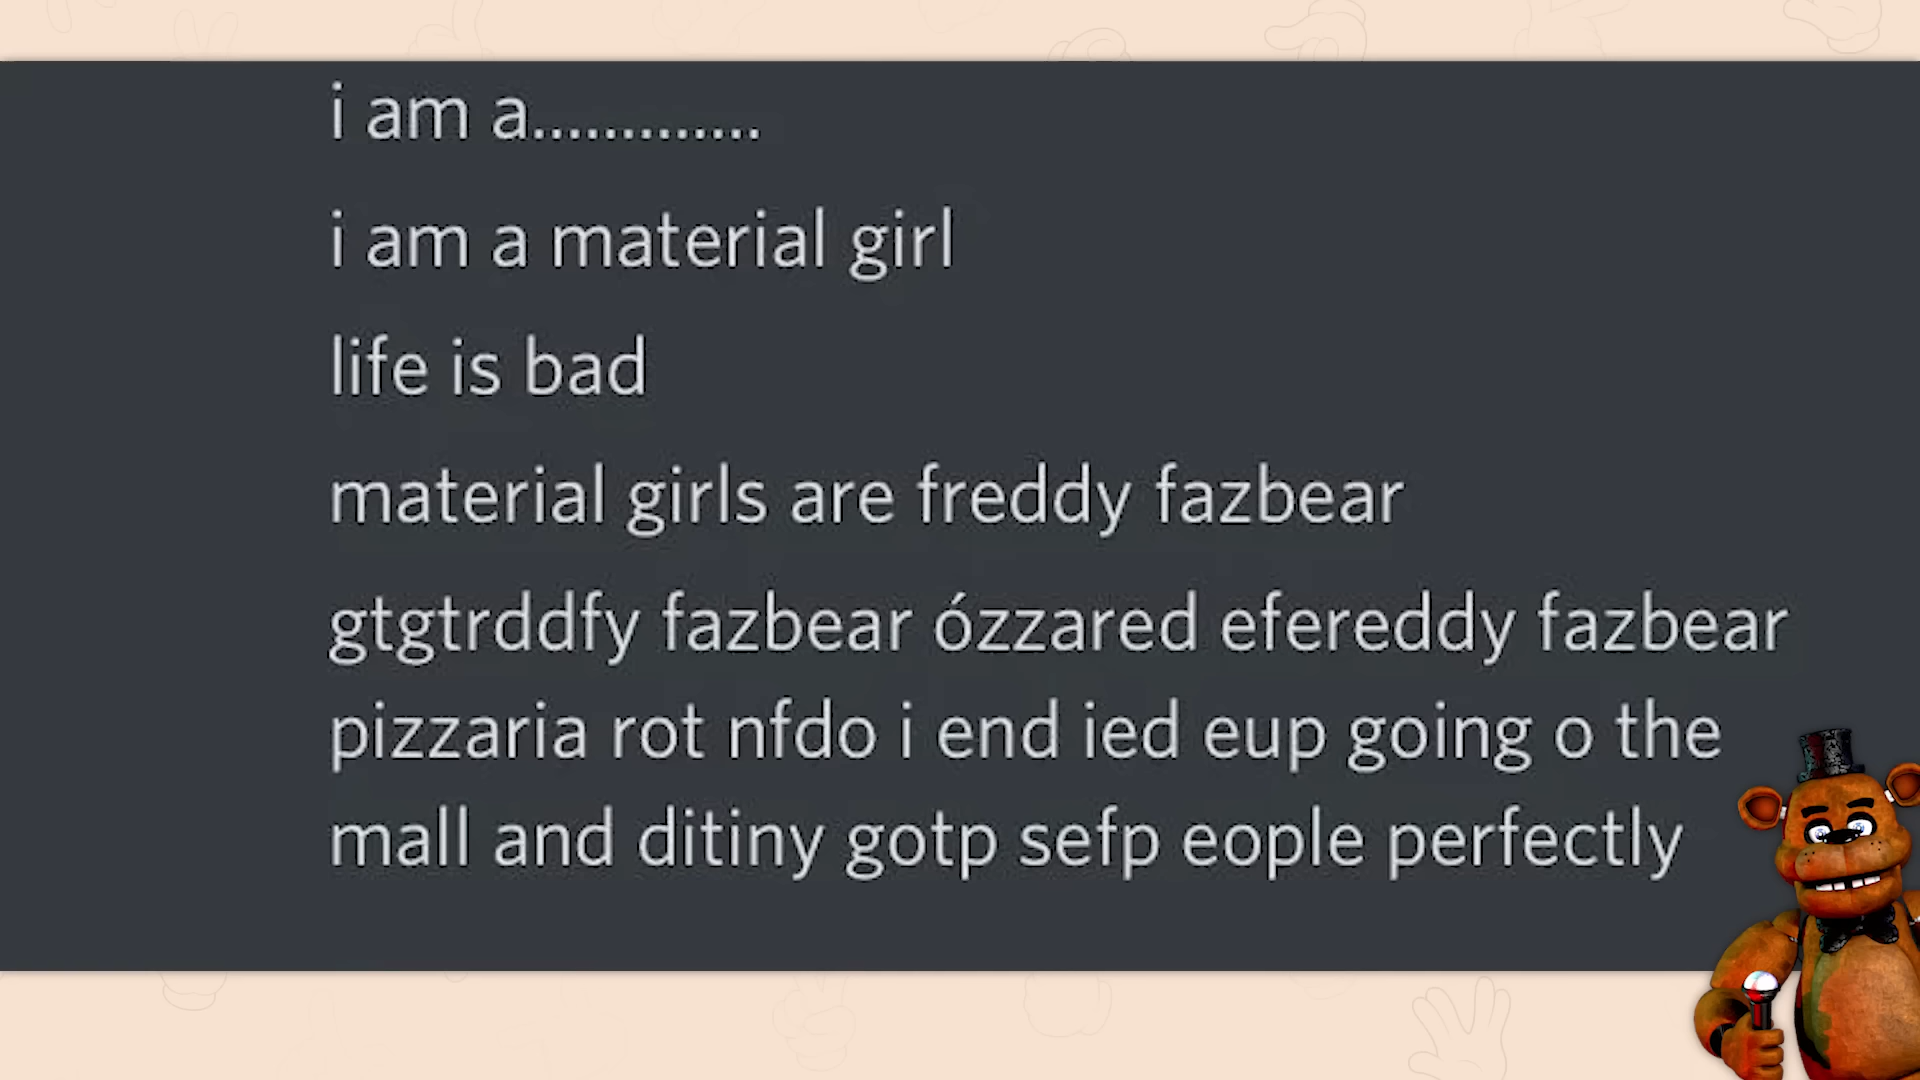 i am a.............
i am a material girl
life is bad
material girls are freddy fazbear
gtgtrddfy fazbear ózzared efereddy fazbear
pizzaria rot nfdo i end ied eup going o the
mall and ditiny gotp sefp eople perfectly